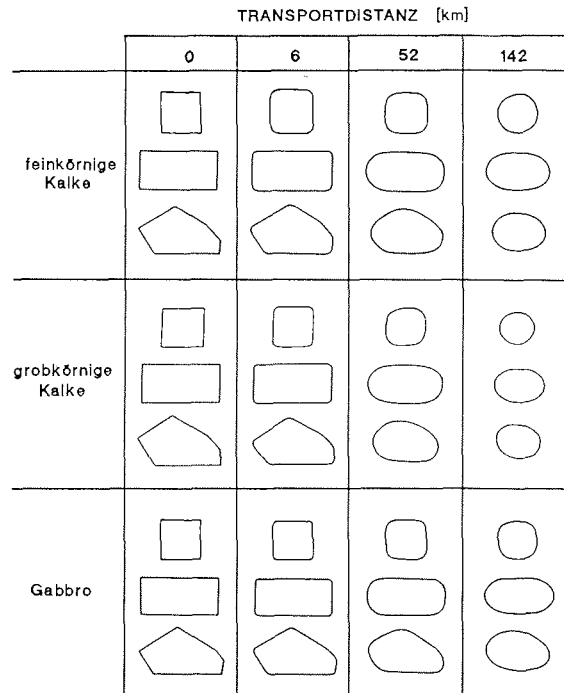 TRANSPORTDISTANZ [km]
0 6 52 142
feinkörnige
Kalke
grobkörnige
Kalke
Gabbro